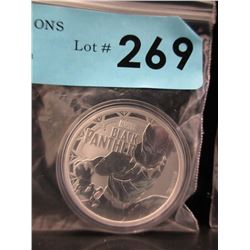 ONS
Lot # 269
BLACK
PANTHER